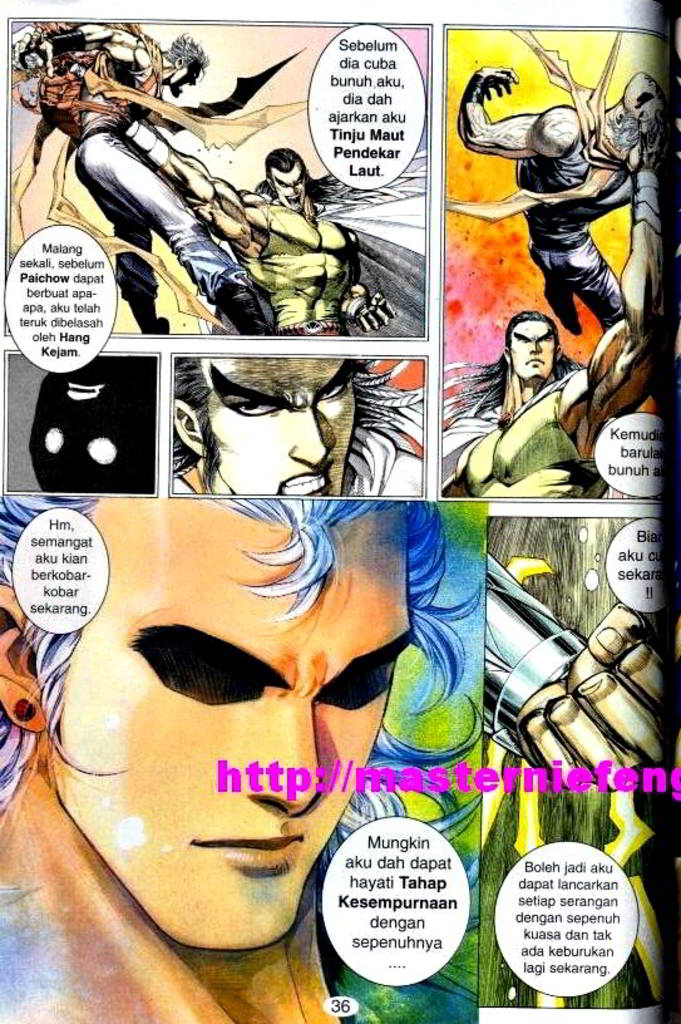 Sebelum
dia cuba
bunuh aku,
dia dah
ajarkan aku
Tinju Maut
Pendekar
Laut.
Malang
sekali, sebelum
Paichow dapat
berbuat apa-
apa, aku telah
teruk dibelasah
oleh Hang
Kejam.
barula
bunuh
aku
sekara
!!
Hm,
semangat
aku kian
berkobar-
kobar
sekarang.
http://masterniefeng
Mungkin
aku dah dapat
hayati Tahap
Kesempurnaan
dengan
sepenuhnya
....
Boleh jadi aku
dapat lancarkan
setiap serangan
dengan sepenuh
kuasa dan tak
ada keburukan
lagi sekarang.
36